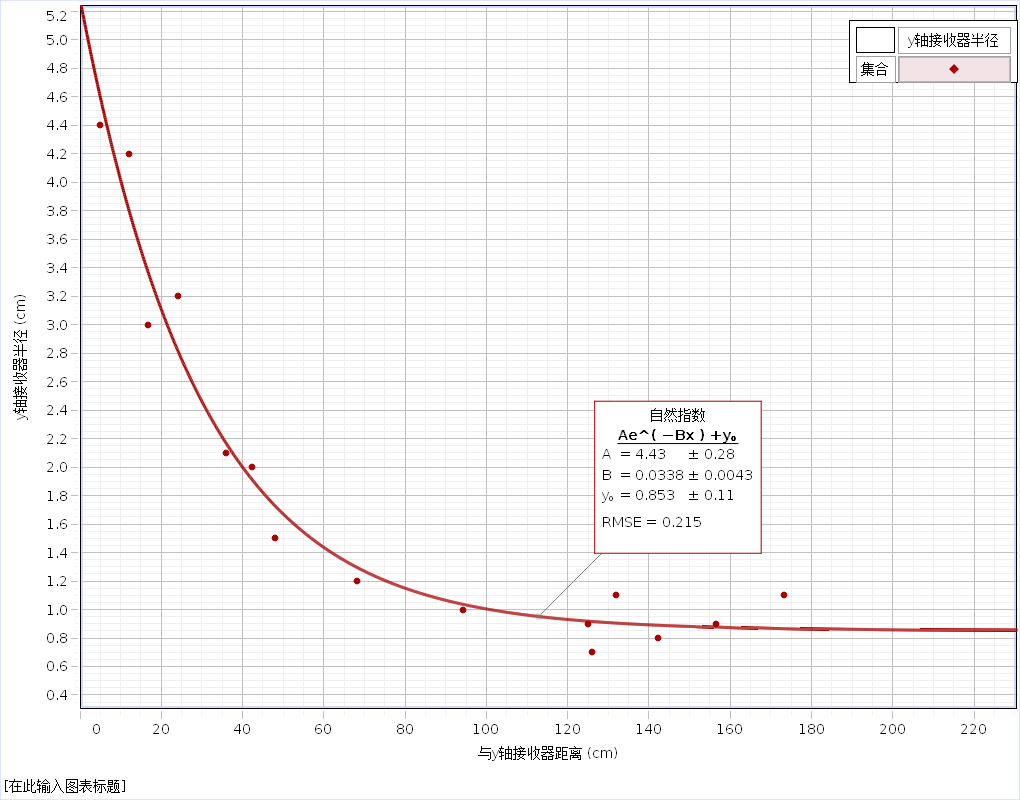 5.2
5.0
4.8
4.6
4.4
4.2
4.0
3.8
3.6
3.4
3.2
3.0
2.8
2.6
2.4
2.2
2.0
1.8
1.6
1.4
1.2
1.0
0.8
0.6
0.4
y轴接收器半径 (cm)
y轴接收器半径
集合
自然指数
Ae^(−Bx)+y₀
A = 4.43 ± 0.28
B = 0.0338 ± 0.0043
y₀ = 0.853 ± 0.11
RMSE = 0.215
0 20 40 60 80 100 120 140 160 180 200 220
与y轴接收器距离 (cm)
[在此输入图表标题]